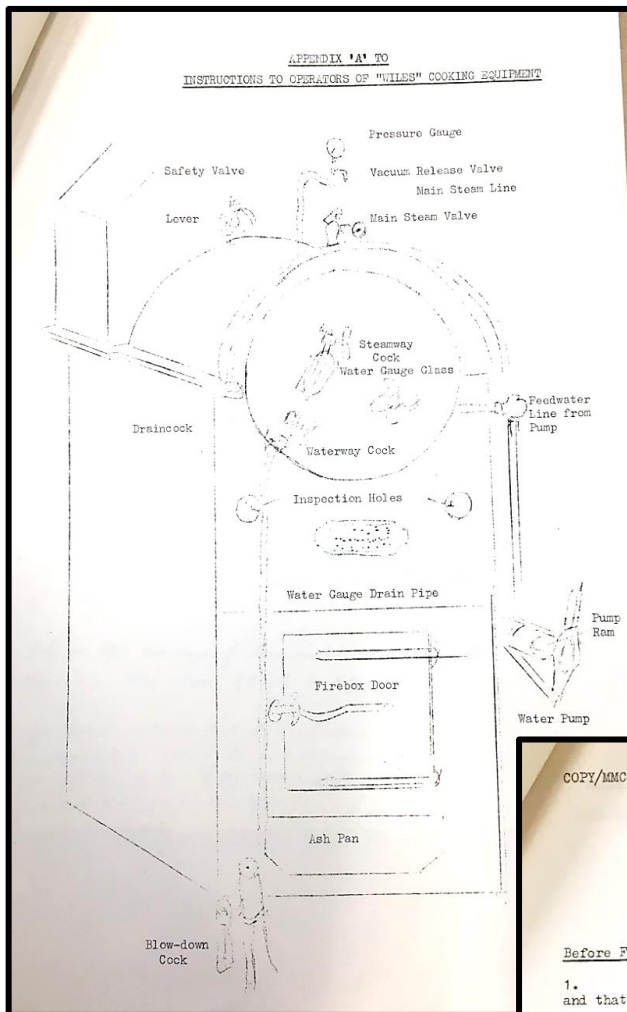 APPENDIX 'A' TO
INSTRUCTIONS TO OPERATORS OF "WILES" COOKING EQUIPMENT
Pressure Gauge
Safety Valve
Vacuum Release Valve
Main Steam Line
Lover
Main Steam Valve
Steamway
Cock
Water Gauge Glass
Feedwater
Line from
Pump
Draincock
Waterway Cock
Inspection Holes
Water Gauge Drain Pipe
Pump
Ram
Firebox Door
Water Pump
Ash Pan
Blow-down
Cock
COPY/MMC
Before F
1.
and that